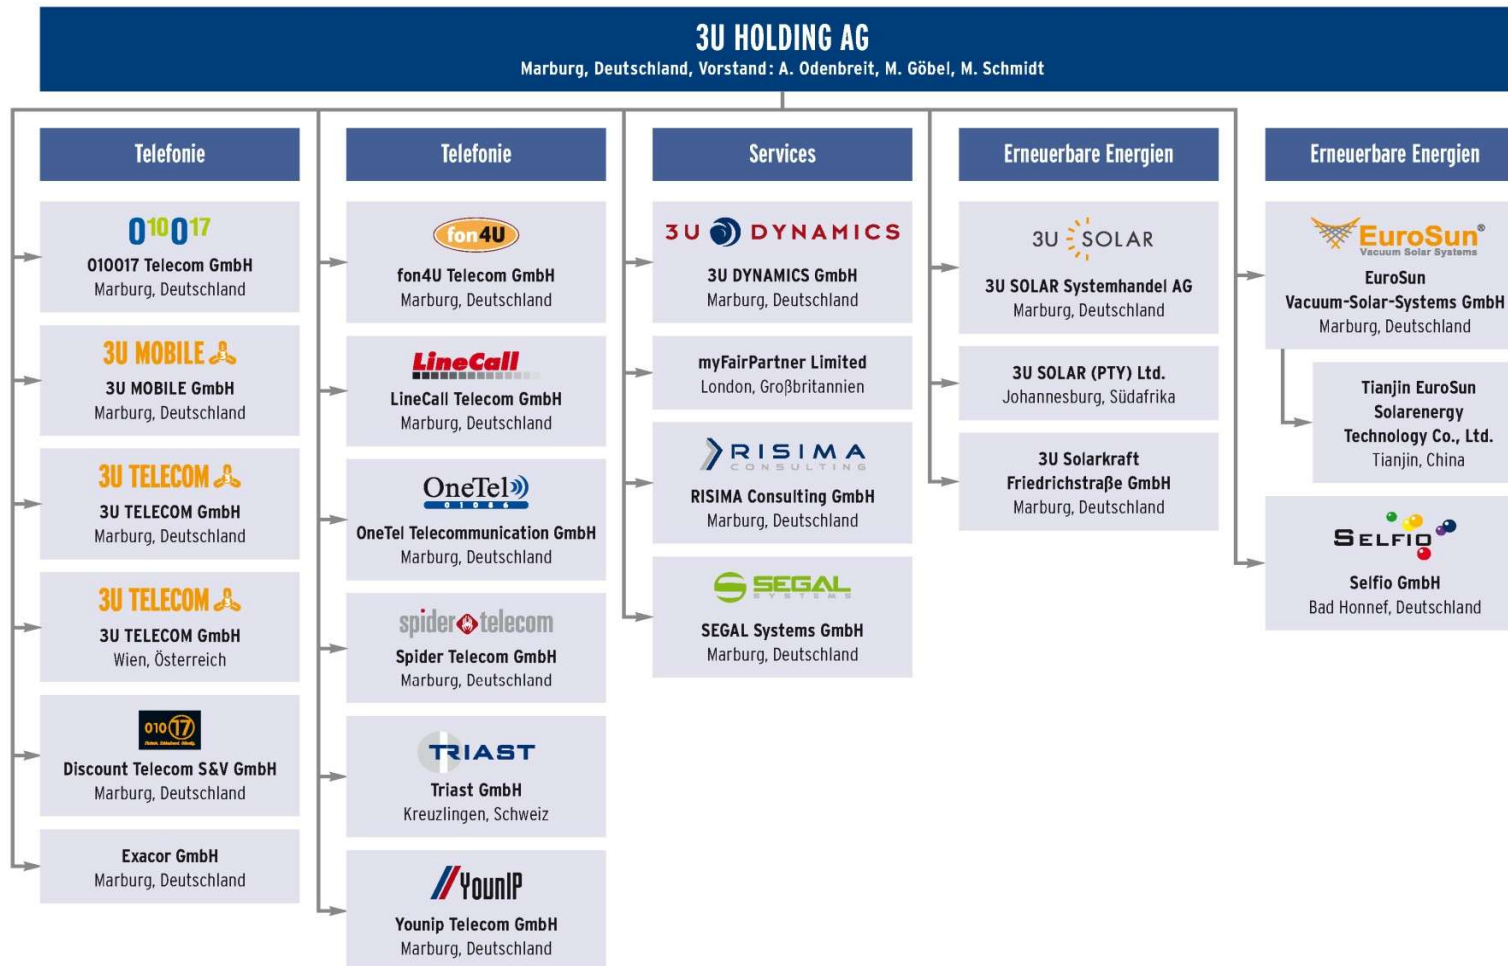 3U HOLDING AG
Marburg, Deutschland, Vorstand: A. Odenbreit, M. Göbel, M. Schmidt
Telefonie
010017
010017 Telecom GmbH
Marburg, Deutschland
3U MOBILE 3
3U MOBILE GmbH
Marburg, Deutschland
3U TELECOM 3
3U TELECOM GmbH
Marburg, Deutschland
3U TELECOM 3
3U TELECOM GmbH
Wien, Österreich
010 17
Discount Telecom S&V GmbH
Marburg, Deutschland
Exacor GmbH
Marburg, Deutschland
Telefonie
fon4U
fon4U Telecom GmbH
Marburg, Deutschland
LineCall
LineCall Telecom GmbH
Marburg, Deutschland
OneTel
01086
OneTel Telecommunication GmbH
Marburg, Deutschland
spider telecom
Spider Telecom GmbH
Marburg, Deutschland
TRIAST
Triast GmbH
Kreuzlingen, Schweiz
YounIP
Younip Telecom GmbH
Marburg, Deutschland
Services
3U DYNAMICS
3U DYNAMICS GmbH
Marburg, Deutschland
myFairPartner Limited
London, Großbritannien
RISIMA
CONSULTING
RISIMA Consulting GmbH
Marburg, Deutschland
SEGAL
SYSTEMS
SEGAL Systems GmbH
Marburg, Deutschland
Erneuerbare Energien
3U SOLAR
3U SOLAR Systemhandel AG
Marburg, Deutschland
3U SOLAR (PTY) Ltd.
Johannesburg, Südafrika
3U Solarkraft
Friedrichstraße GmbH
Marburg, Deutschland
Erneuerbare Energien
EuroSun®
Vacuum Solar Systems
EuroSun
Vacuum-Solar-Systems GmbH
Marburg, Deutschland
Tianjin EuroSun
Solarenergy
Technology Co., Ltd.
Tianjin, China
SELFIO
Selfio GmbH
Bad Honnef, Deutschland